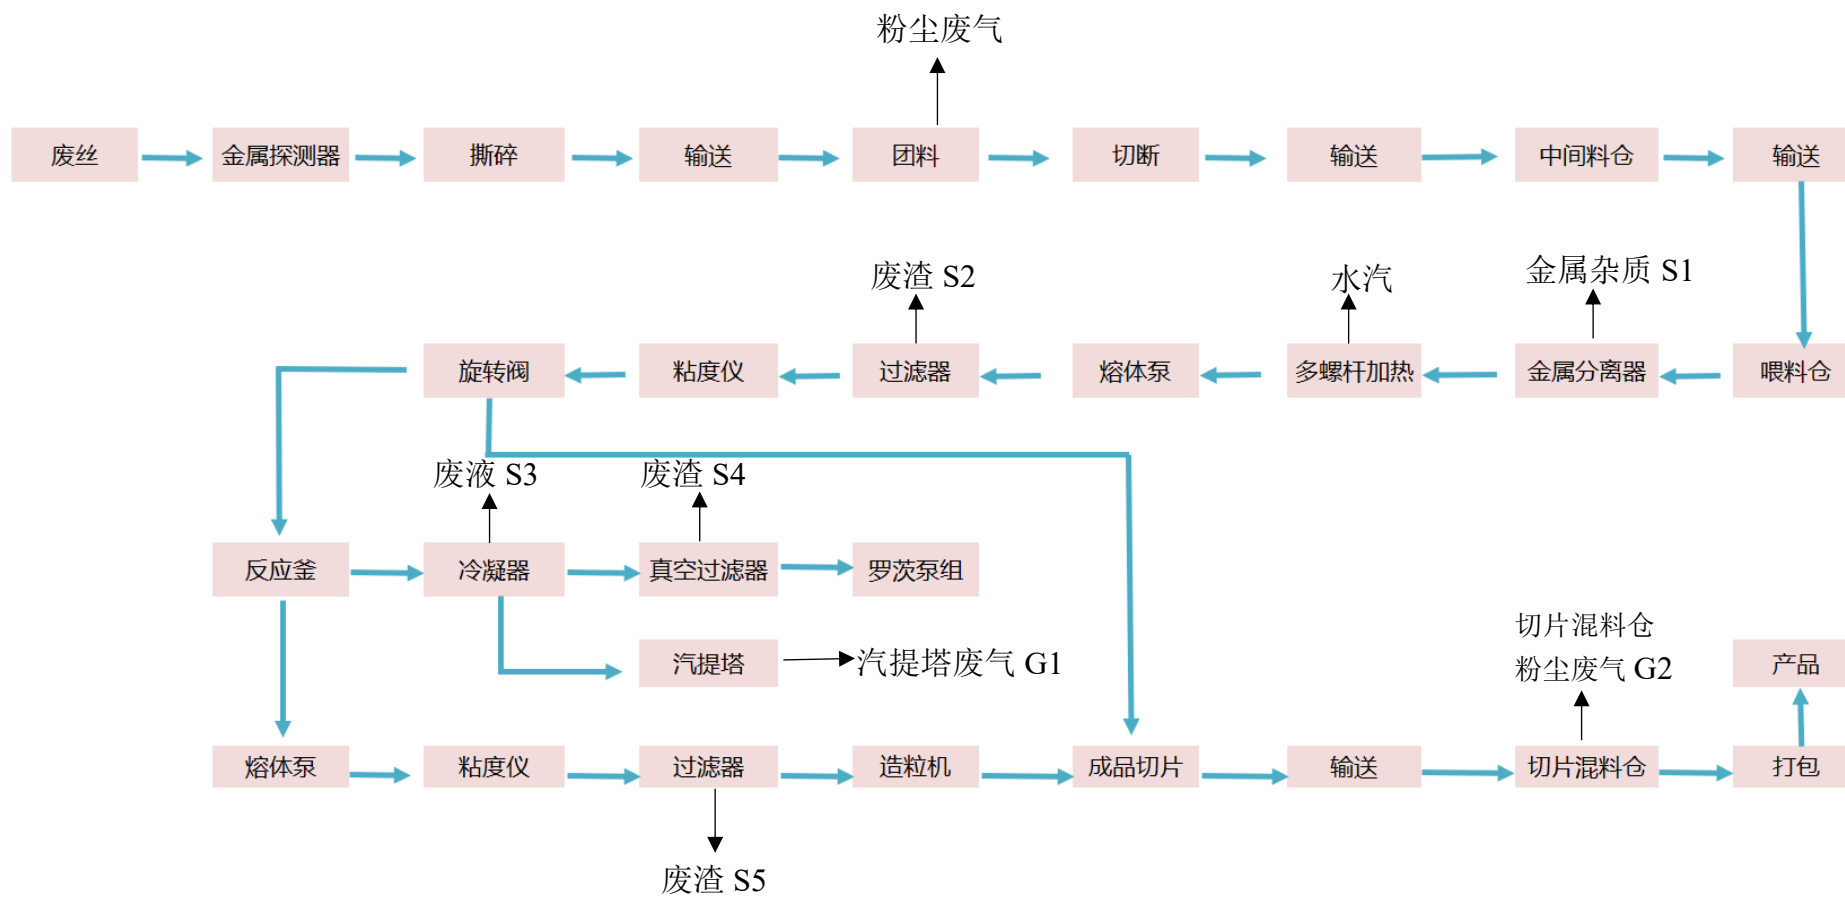 粉尘废气
废丝
金属探测器
撕碎
输送
团料
切断
输送
中间料仓
输送
废渣 S2
水汽
金属杂质 S1
旋转阀
粘度仪
过滤器
熔体泵
多螺杆加热
金属分离器
喂料仓
废液 S3
废渣 S4
反应釜
冷凝器
真空过滤器
罗茨泵组
汽提塔
汽提塔废气 G1
切片混料仓
粉尘废气 G2
产品
熔体泵
粘度仪
过滤器
造粒机
成品切片
输送
切片混料仓
打包
废渣 S5